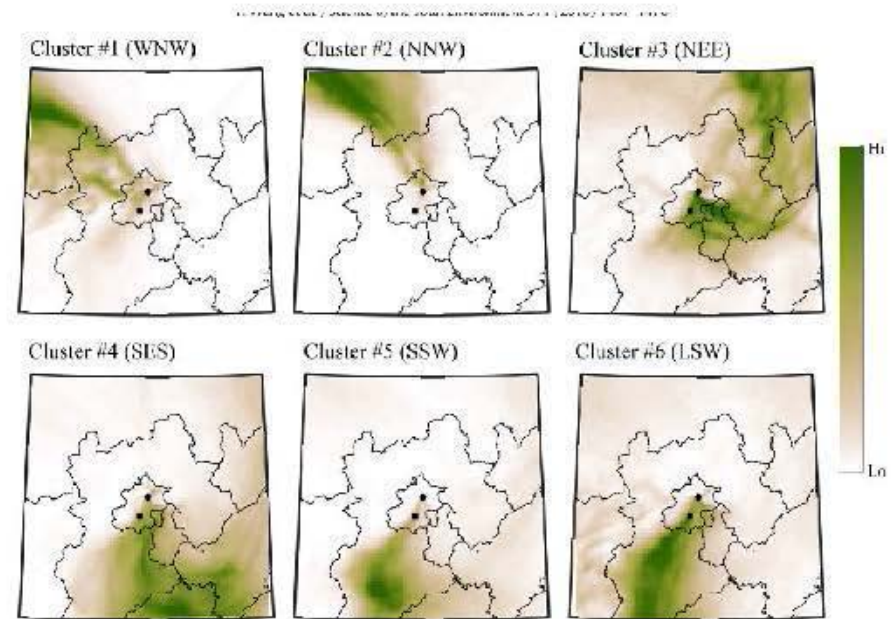 Cluster #1 (WNW) Cluster #2 (NNW) Cluster #3 (NEE)
Hi
Lo
Cluster #4 (SES) Cluster #5 (SSW) Cluster #6 (LSW)